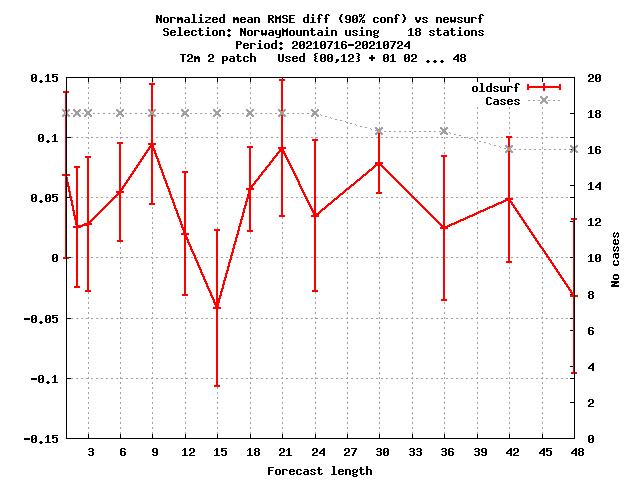 Normalized mean RMSE diff (90% conf) vs newsurf
Selection: NorwayMountain using    18 stations
Period: 20210716-20210724
T2m 2 patch   Used {00,12} + 01 02 ... 48
oldsurf
Cases
0.15
0.1
0.05
0
-0.05
-0.1
-0.15
20
18
16
14
12
10
8
6
4
2
0
No cases
3 6 9 12 15 18 21 24 27 30 33 36 39 42 45 48
Forecast length